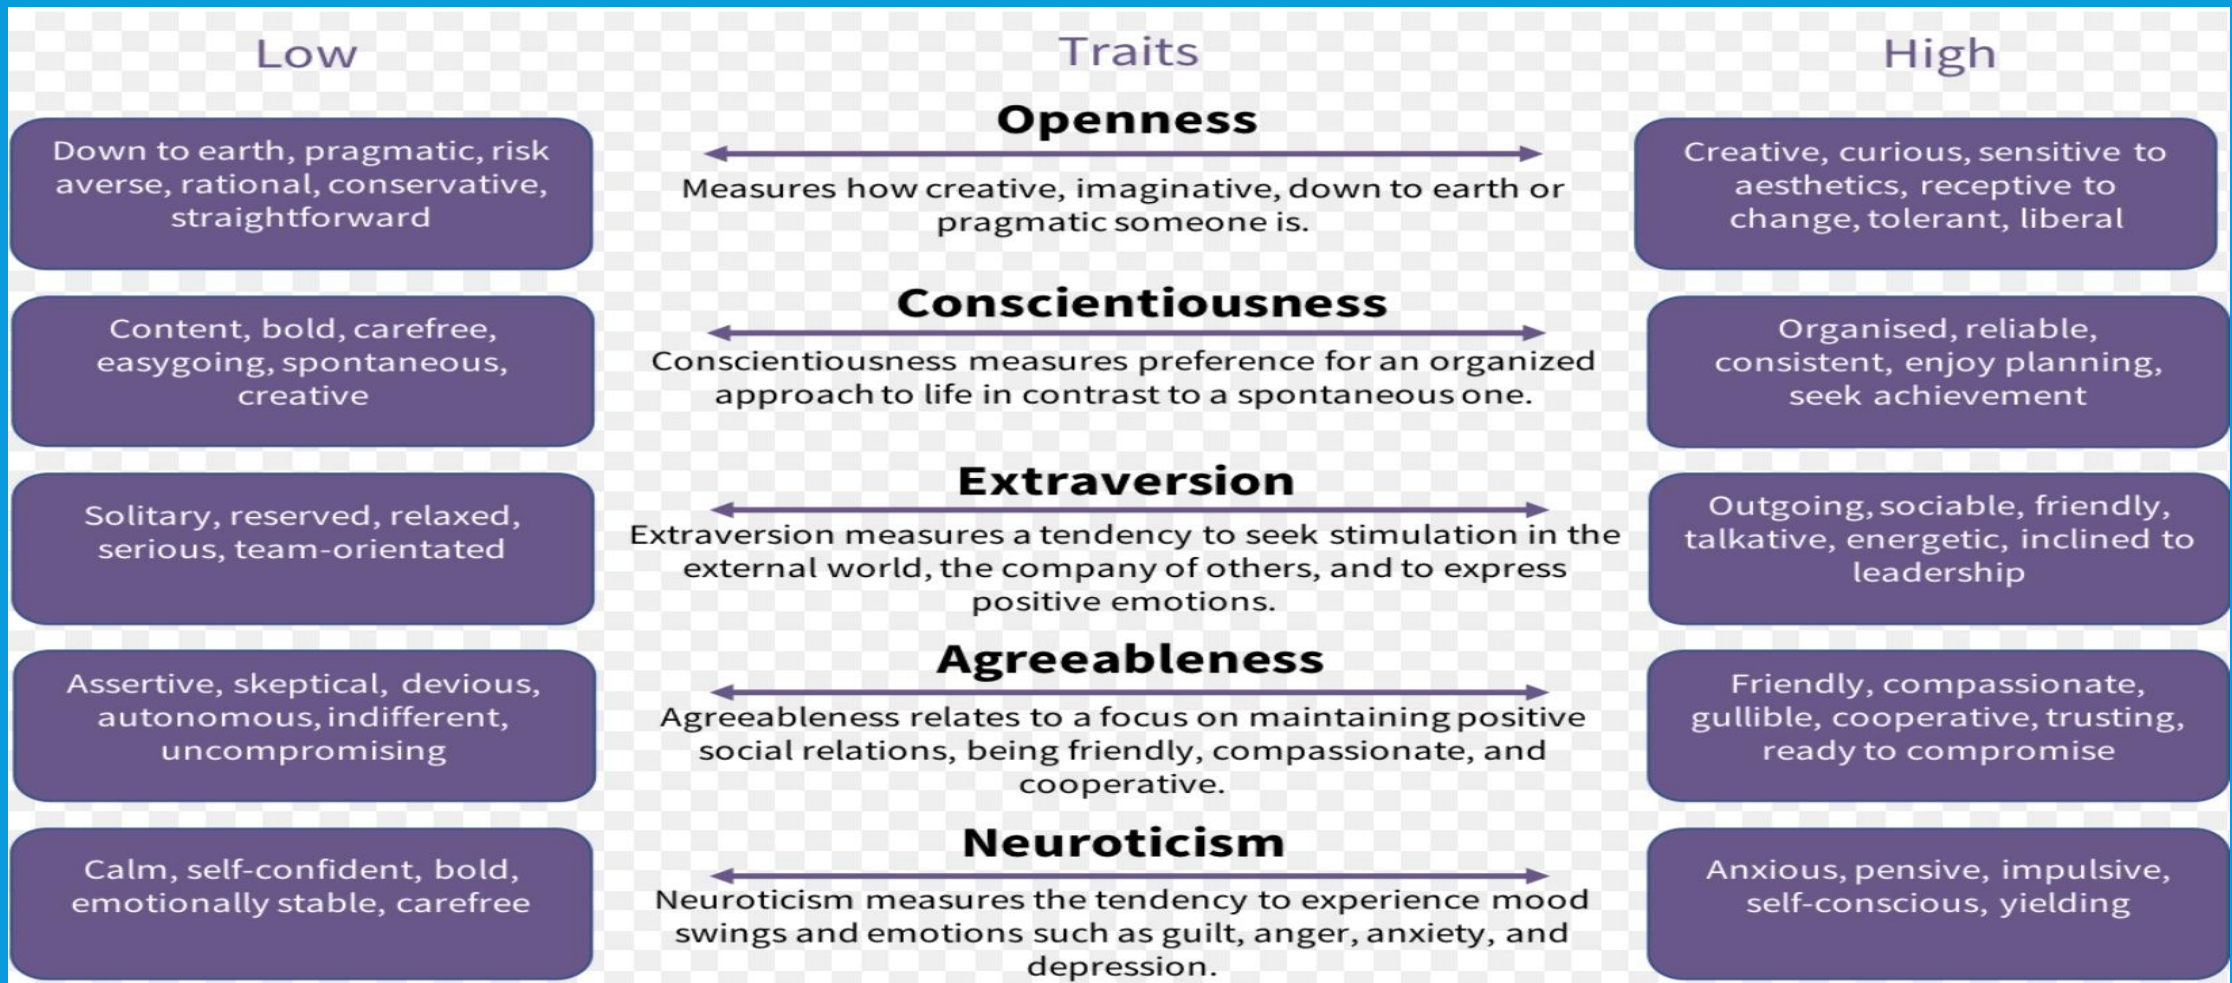 Low
Traits
High
Openness
Down to earth, pragmatic, risk
averse, rational, conservative,
straightforward
Measures how creative, imaginative, down to earth or
pragmatic someone is.
Creative, curious, sensitive to
aesthetics, receptive to
change, tolerant, liberal
Conscientiousness
Content, bold, carefree,
easygoing, spontaneous,
creative
Conscientiousness measures preference for an organized
approach to life in contrast to a spontaneous one.
Organised, reliable,
consistent, enjoy planning,
seek achievement
Extraversion
Solitary, reserved, relaxed,
serious, team-orientated
Extraversion measures a tendency to seek stimulation in the
external world, the company of others, and to express
positive emotions.
Outgoing, sociable, friendly,
talkative, energetic, inclined to
leadership
Agreeableness
Assertive, skeptical, devious,
autonomous, indifferent,
uncompromising
Agreeableness relates to a focus on maintaining positive
social relations, being friendly, compassionate, and
cooperative.
Friendly, compassionate,
gullible, cooperative, trusting,
ready to compromise
Neuroticism
Calm, self-confident, bold,
emotionally stable, carefree
Neuroticism measures the tendency to experience mood
swings and emotions such as guilt, anger, anxiety, and
depression.
Anxious, pensive, impulsive,
self-conscious, yielding